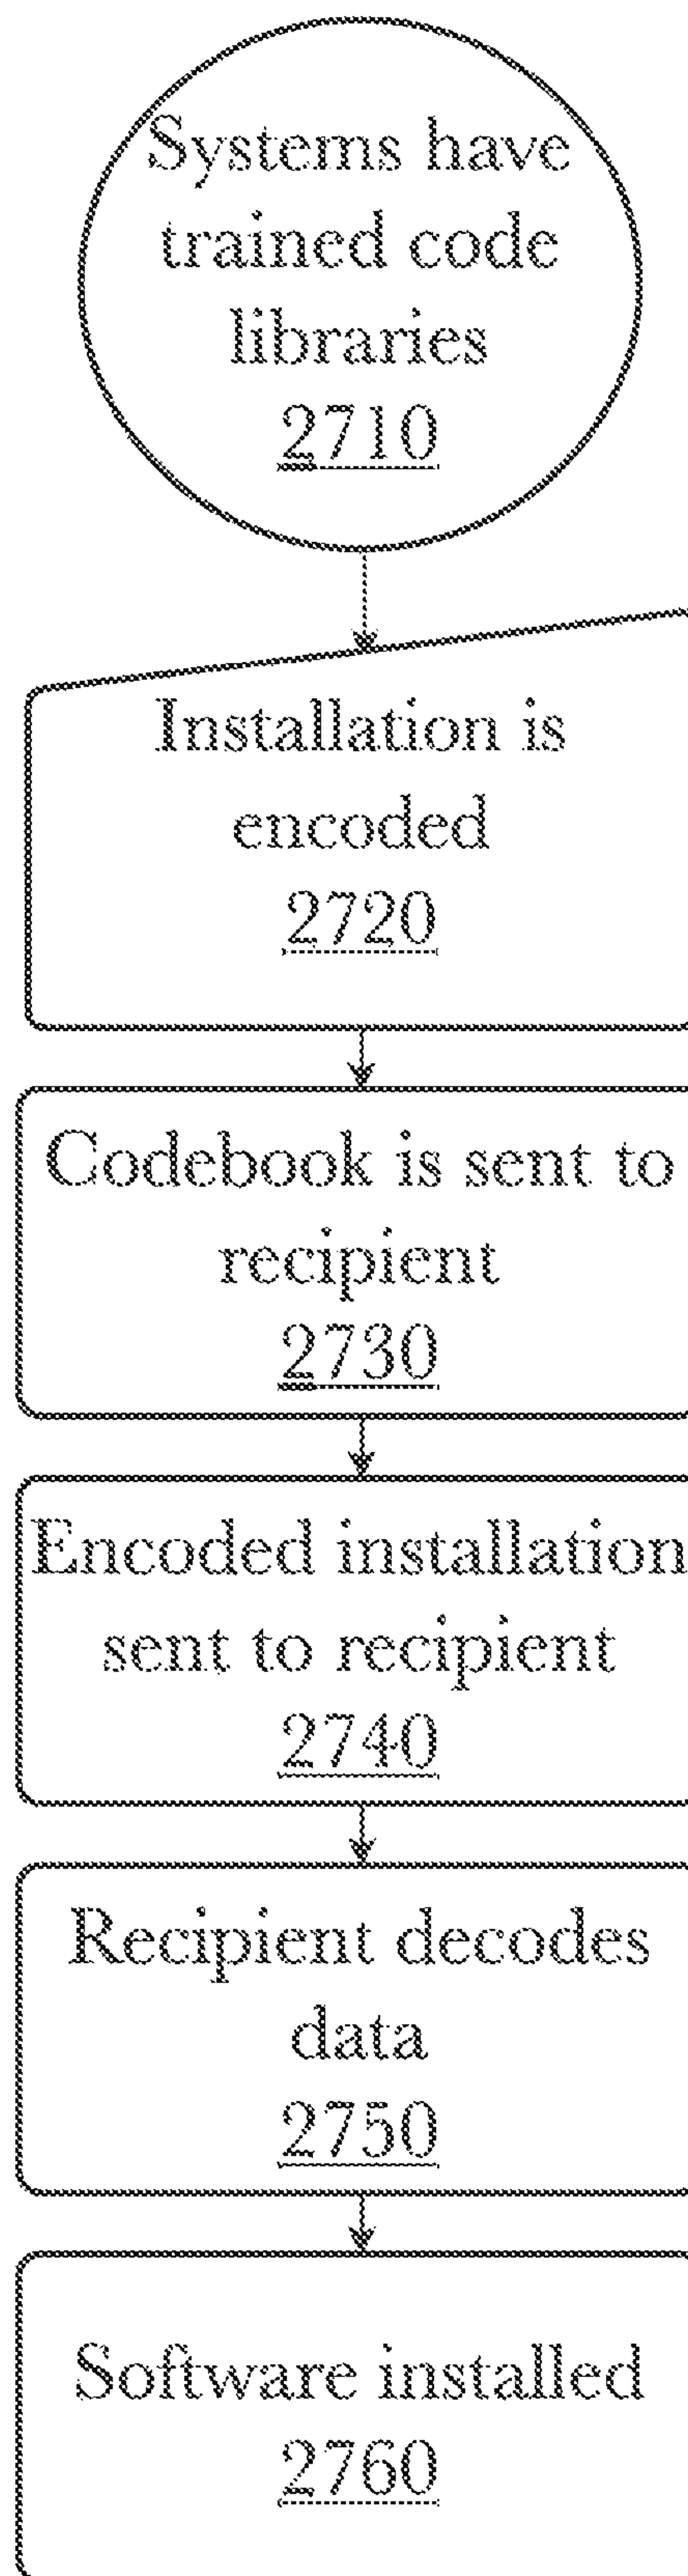 Systems have
trained code
libraries
2710
Installation is
encoded
2720
Codebook is sent to
recipient
2730
Encoded installation
sent to recipient
2740
Recipient decodes
data
2750
Software installed
2760